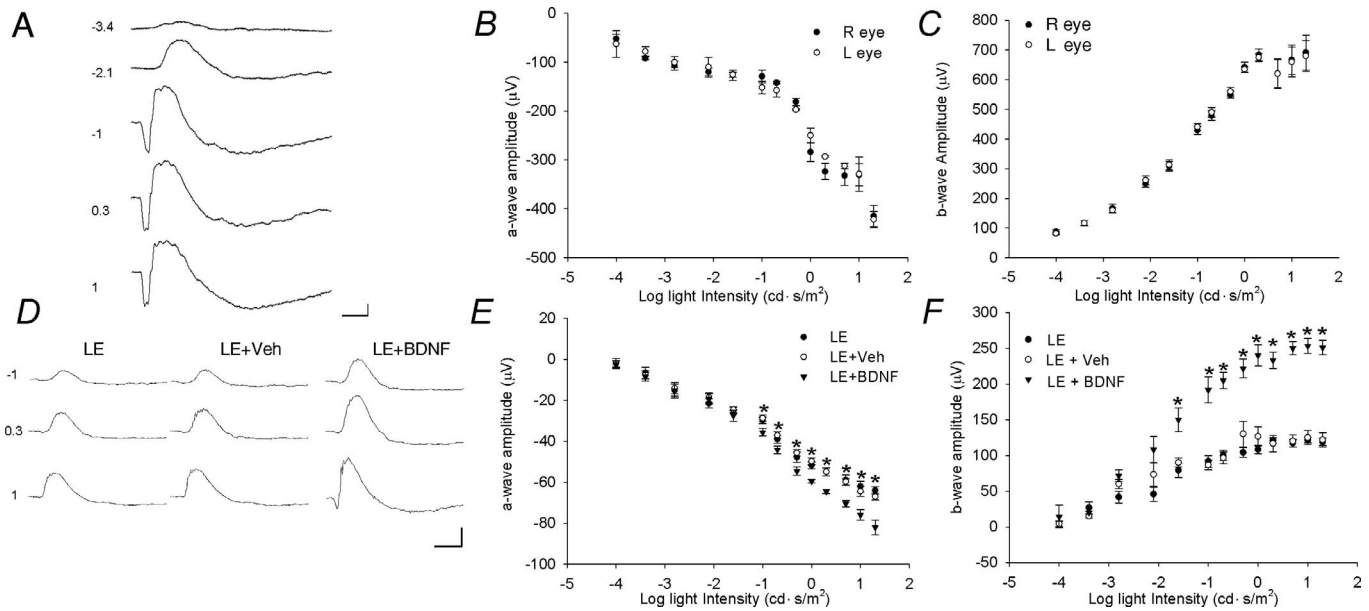 A
-3.4
-2.1
-1
0.3
1
B
0
-100
-200
-300
-400
-500
-5 -4 -3 -2 -1 0 1 2
a-wave amplitude (µV)
Log light Intensity (cd· s/m²)
R eye
L eye
C
800
700
600
500
400
300
200
100
0
-5 -4 -3 -2 -1 0 1 2
b-wave Amplitude (µV)
Log light Intensity (cd· s/m²)
R eye
L eye
D
LE LE+Veh LE+BDNF
-1
0.3
1
E
20
0
-20
-40
-60
-80
-100
-5 -4 -3 -2 -1 0 1 2
a-wave amplitude (µV)
Log light Intensity (cd· s/m²)
LE
LE+Veh
LE+BDNF
* * * * * * * *
F
300
250
200
150
100
50
0
-50
-5 -4 -3 -2 -1 0 1 2
b-wave amplitude (µV)
Log light Intensity (cd· s/m²)
LE
LE + Veh
LE + BDNF
* * * * * * * * *